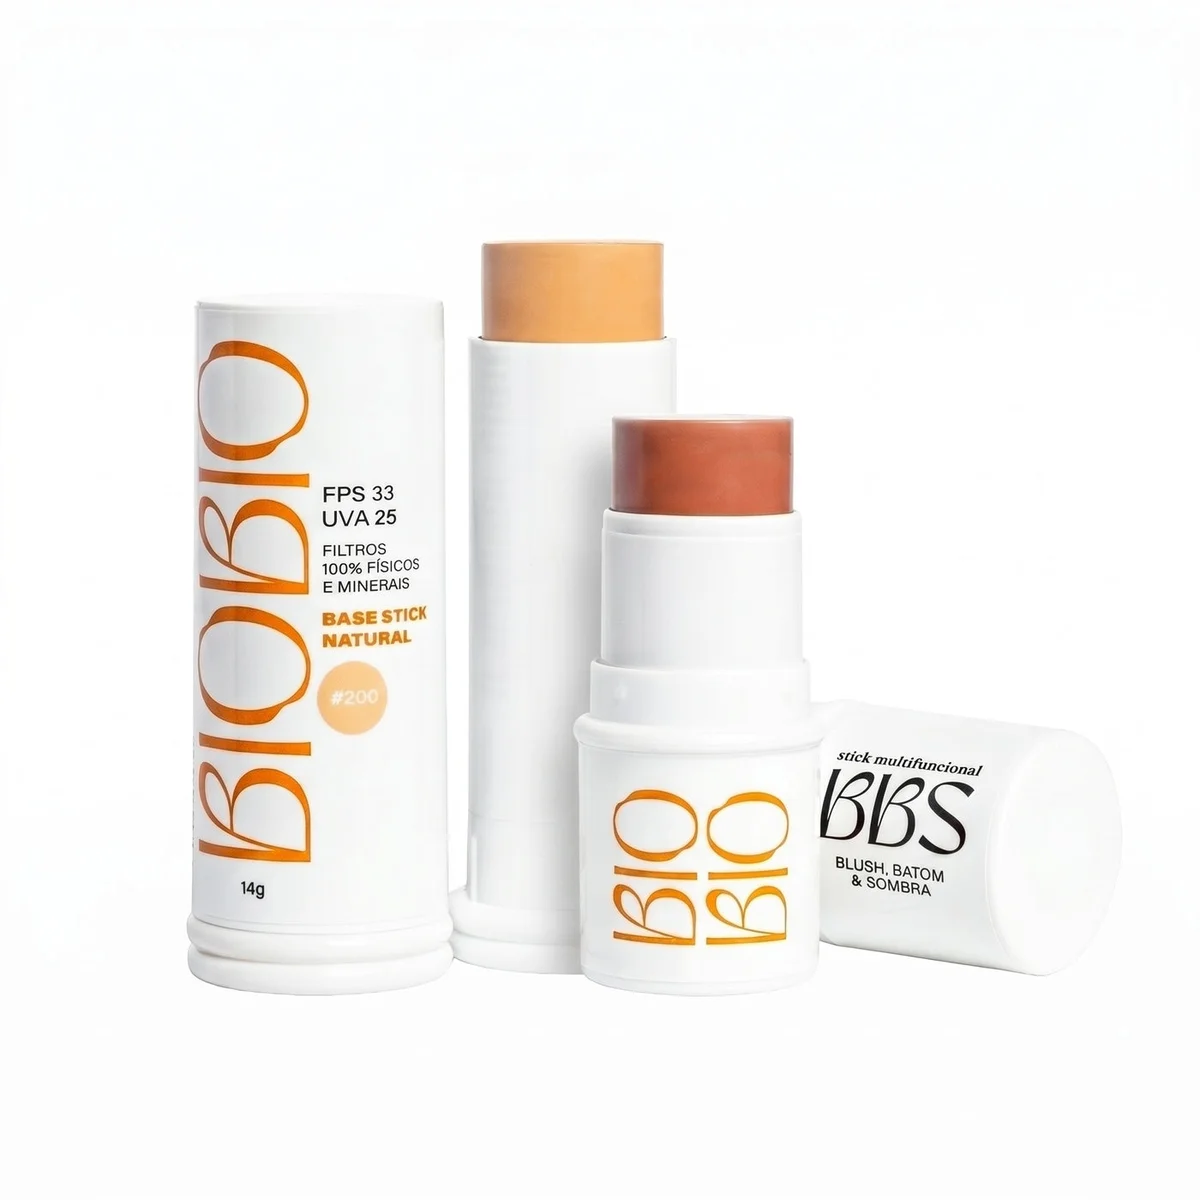 BIOBIO
FPS 33
UVA 25
FILTROS
100% FÍSICOS
E MINERAIS
BASE STICK
NATURAL
#200
14g
BIO
BIO
stick multifuncional
BBS
BLUSH, BATOM
& SOMBRA